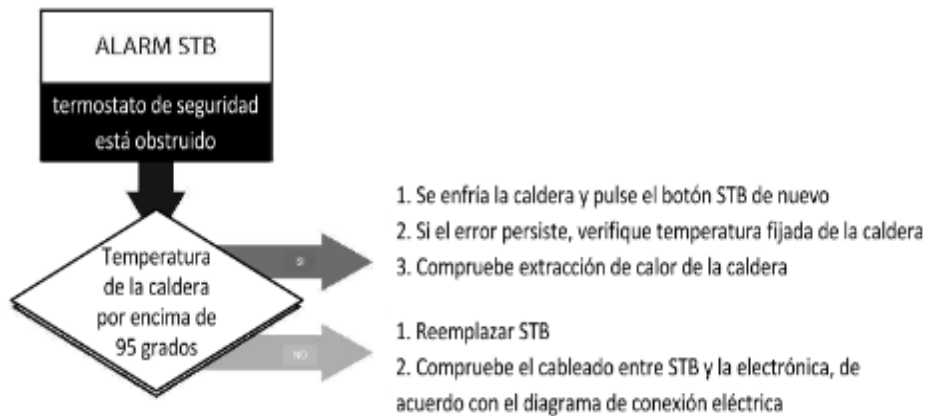 ALARM STB
termostato de seguridad
está obstruido
Temperatura
de la caldera
por encima de
95 grados
SI
1. Se enfría la caldera y pulse el botón STB de nuevo
2. Si el error persiste, verifique temperatura fijada de la caldera
3. Compruebe extracción de calor de la caldera
NO
1. Reemplazar STB
2. Compruebe el cableado entre STB y la electrónica, de
acuerdo con el diagrama de conexión eléctrica